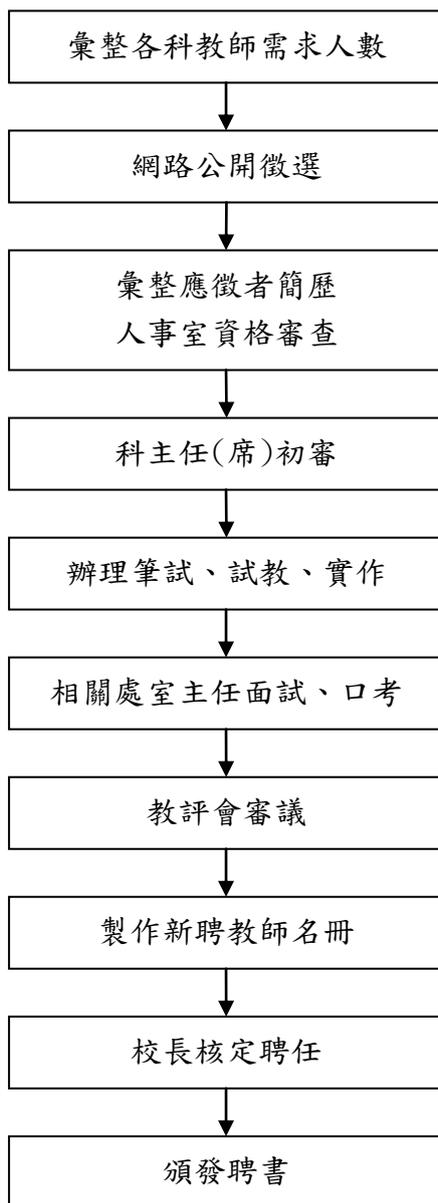 彙整各科教師需求人數
網路公開徵選
彙整應徵者簡歷
人事室資格審查
科主任(席)初審
辦理筆試、試教、實作
相關處室主任面試、口考
教評會審議
製作新聘教師名冊
校長核定聘任
頒發聘書